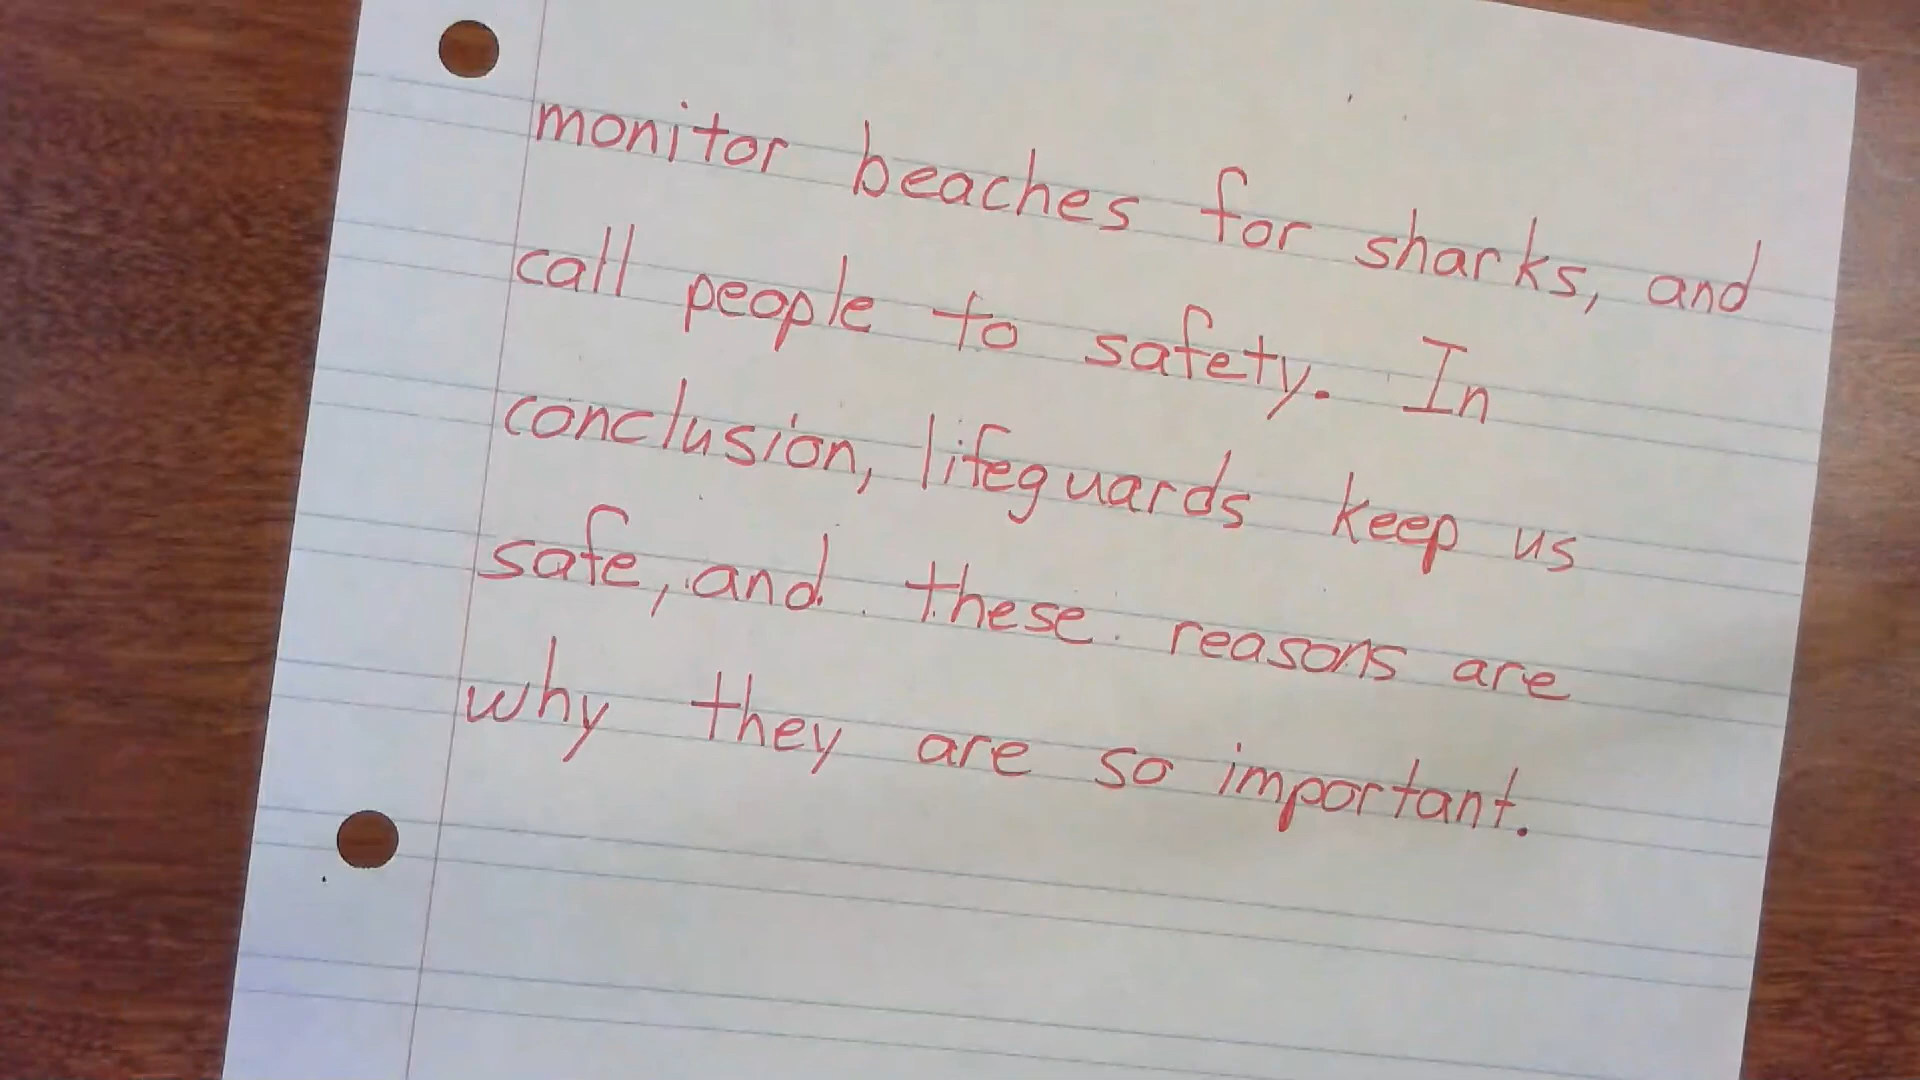 monitor beaches for sharks, and
call people to safety. In
conclusion, lifeguards keep us
safe, and these reasons are
why they are so important.